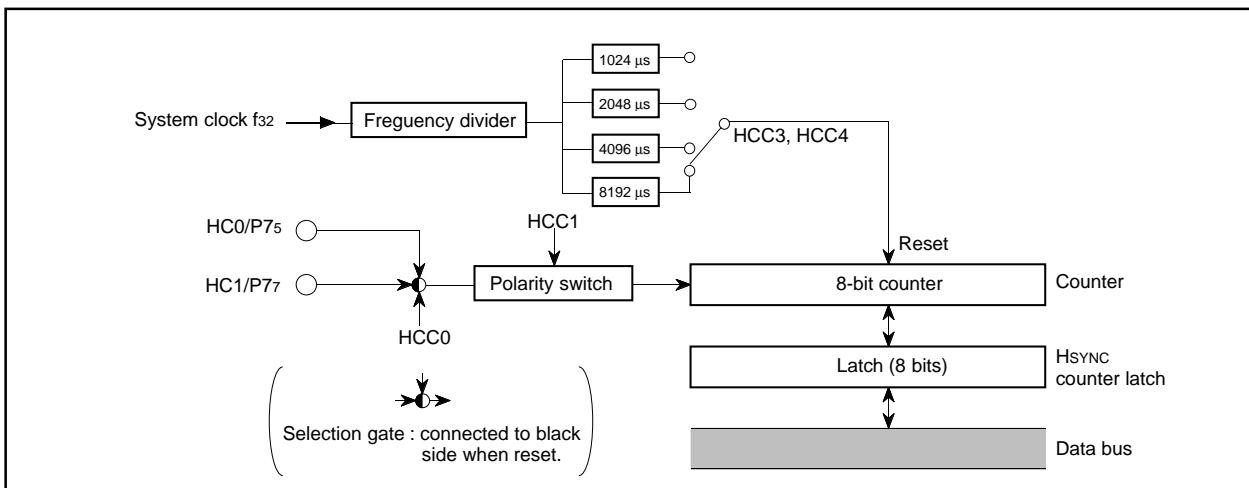 1024 µs
2048 µs
System clock f32
Freguency divider
4096 µs
HCC3, HCC4
8192 µs
HCC1
HC0/P75
Reset
HC1/P77
Polarity switch
8-bit counter
Counter
HCC0
Latch (8 bits)
HSYNC
counter latch
Selection gate : connected to black
side when reset.
Data bus